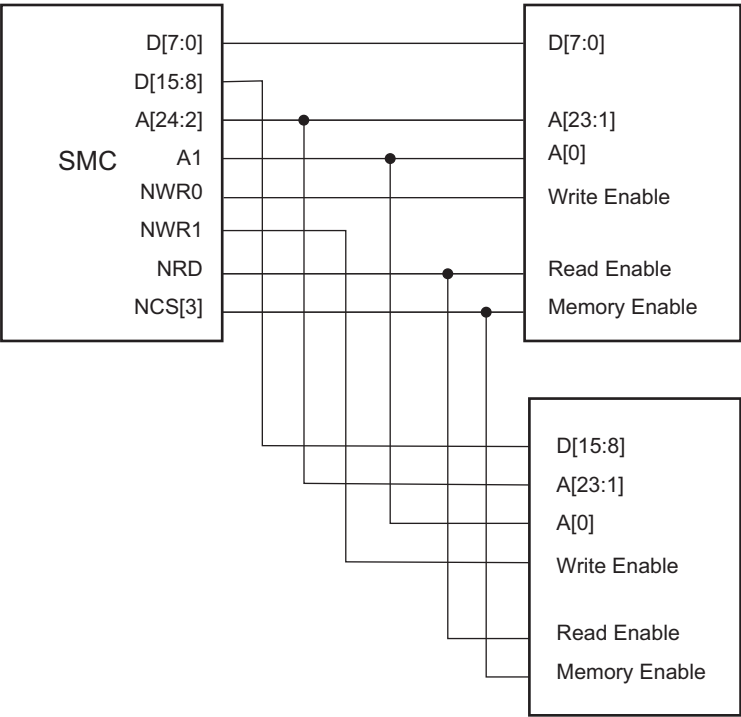 D[7:0]
D[15:8]
A[24:2]
SMC
A1
NWR0
NWR1
NRD
NCS[3]
D[7:0]
A[23:1]
A[0]
Write Enable
Read Enable
Memory Enable
D[15:8]
A[23:1]
A[0]
Write Enable
Read Enable
Memory Enable